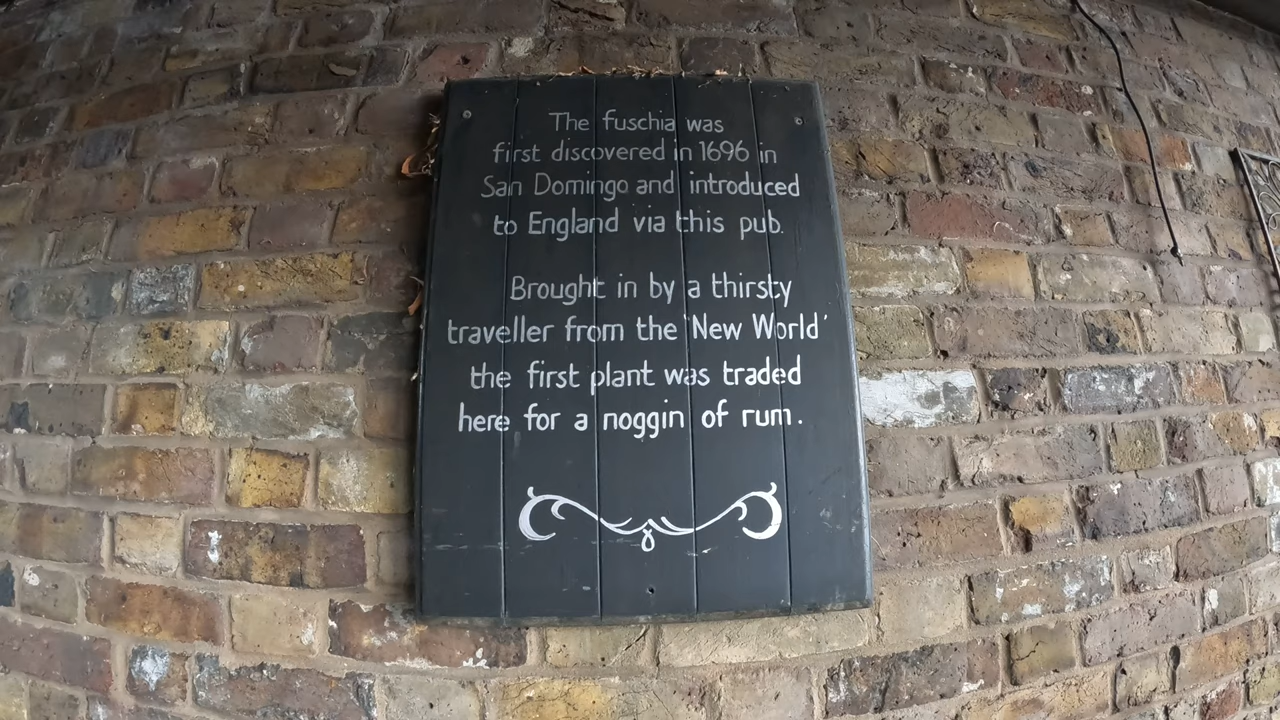 The fuschia was
first discovered in 1696 in
San Domingo and introduced
to England via this pub.
Brought in by a thirsty
traveller from the 'New World'
the first plant was traded
here for a noggin of rum.